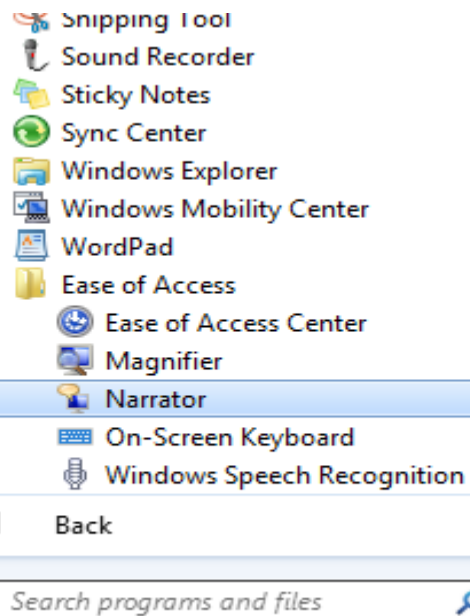 Snipping Tool
Sound Recorder
Sticky Notes
Sync Center
Windows Explorer
Windows Mobility Center
WordPad
Ease of Access
Ease of Access Center
Magnifier
Narrator
On-Screen Keyboard
Windows Speech Recognition
Back
Search programs and files